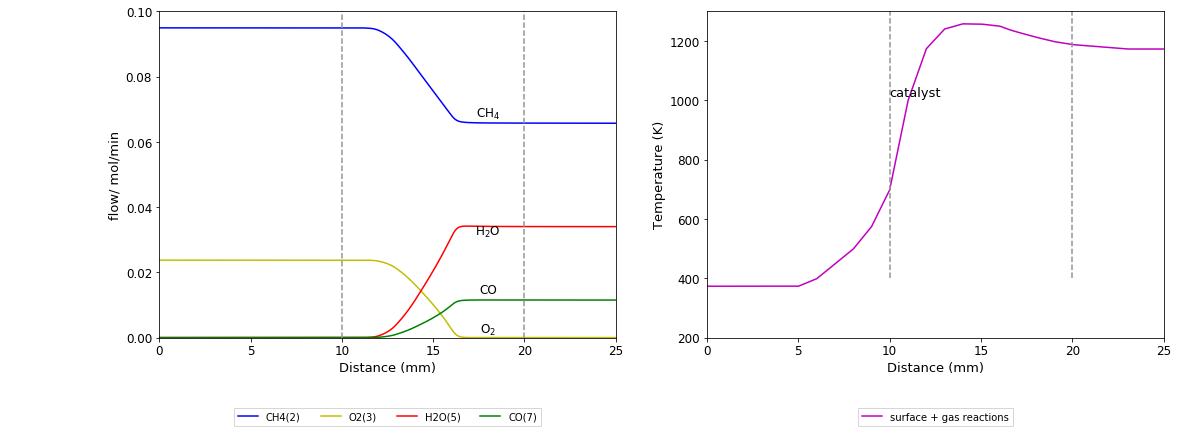 0.10
0.08
0.06
0.04
0.02
0.00
flow/ mol/min
CH₄
H₂O
CO
O₂
0 5 10 15 20 25
Distance (mm)
CH4(2) O2(3) H2O(5) CO(7)
1200
1000
800
600
400
200
Temperature (K)
catalyst
0 5 10 15 20 25
Distance (mm)
surface + gas reactions